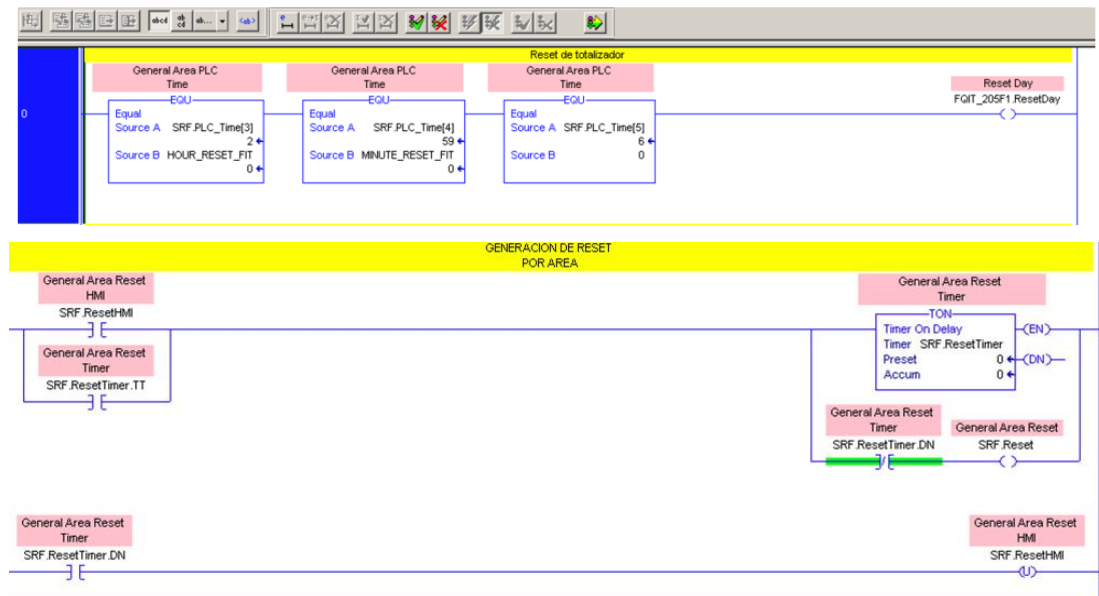 abcd
ab cd
ab...
<ab>
Reset de totalizador
General Area PLC
Time
General Area PLC
Time
General Area PLC
Time
Reset Day
FQIT_205F1.ResetDay
0
EQU
Equal
Source A SRF.PLC_Time[3]
2
Source B HOUR_RESET_FIT
0
EQU
Equal
Source A SRF.PLC_Time[4]
59
Source B MINUTE_RESET_FIT
0
EQU
Equal
Source A SRF.PLC_Time[5]
6
Source B 0
GENERACION DE RESET
POR AREA
General Area Reset
HMI
SRF.ResetHMI
General Area Reset
Timer
SRF.ResetTimer.TT
General Area Reset
Timer
TON
Timer On Delay
Timer SRF.ResetTimer
Preset 0
Accum 0
EN
DN
General Area Reset
Timer
SRF.ResetTimer.DN
General Area Reset
SRF.Reset
General Area Reset
Timer
SRF.ResetTimer.DN
General Area Reset
HMI
SRF.ResetHMI
U